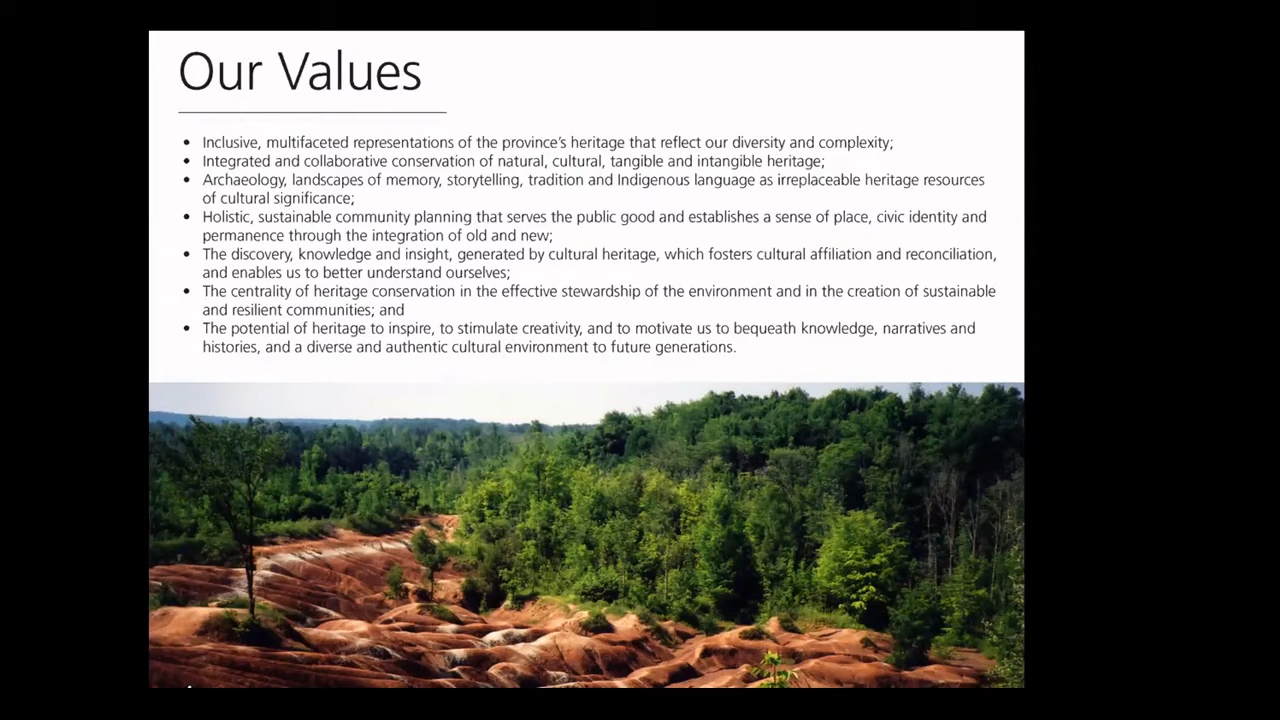 Our Values
• Inclusive, multifaceted representations of the province's heritage that reflect our diversity and complexity;
• Integrated and collaborative conservation of natural, cultural, tangible and intangible heritage;
• Archaeology, landscapes of memory, storytelling, tradition and Indigenous language as irreplaceable heritage resources
of cultural significance;
• Holistic, sustainable community planning that serves the public good and establishes a sense of place, civic identity and
permanence through the integration of old and new;
• The discovery, knowledge and insight, generated by cultural heritage, which fosters cultural affiliation and reconciliation,
and enables us to better understand ourselves;
• The centrality of heritage conservation in the effective stewardship of the environment and in the creation of sustainable
and resilient communities; and
• The potential of heritage to inspire, to stimulate creativity, and to motivate us to bequeath knowledge, narratives and
histories, and a diverse and authentic cultural environment to future generations.